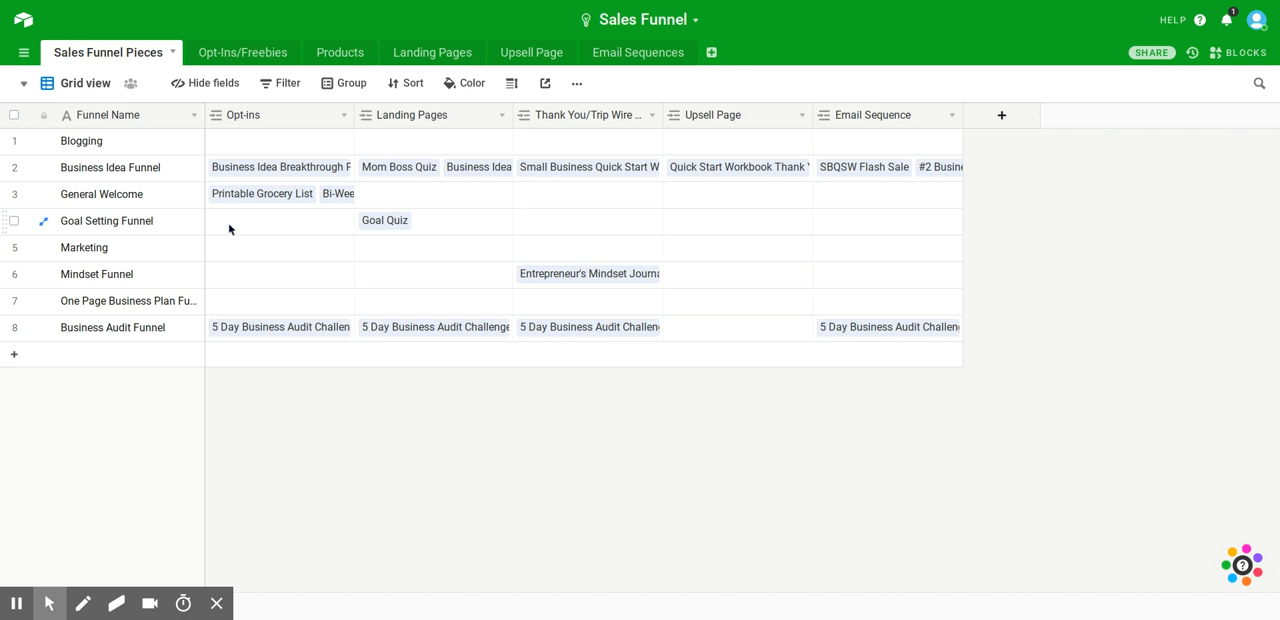 Sales Funnel
HELP
1
Sales Funnel Pieces
Opt-Ins/Freebies
Products
Landing Pages
Upsell Page
Email Sequences
SHARE
BLOCKS
Grid view
Hide fields
Filter
Group
Sort
Color
Funnel Name
Opt-ins
Landing Pages
Thank You/Trip Wire ...
Upsell Page
Email Sequence
1 Blogging
2 Business Idea Funnel Business Idea Breakthrough Mom Boss Quiz Business Idea Small Business Quick Start W Quick Start Workbook Thank SBQSW Flash Sale #2 Busine
3 General Welcome Printable Grocery List Bi-Wee
Goal Setting Funnel Goal Quiz
5 Marketing
6 Mindset Funnel Entrepreneur's Mindset Journa
7 One Page Business Plan Fu...
8 Business Audit Funnel 5 Day Business Audit Challen 5 Day Business Audit Challenge 5 Day Business Audit Challen 5 Day Business Audit Challen